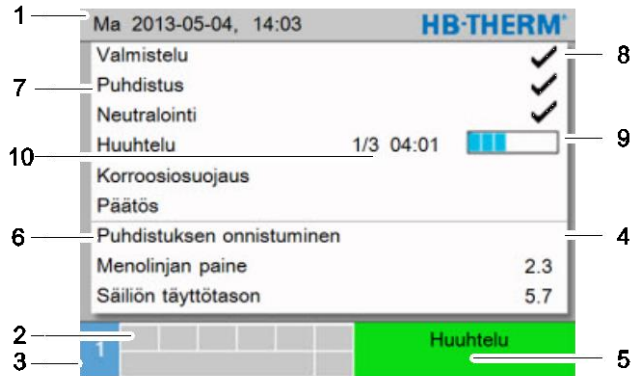 1 Ma 2013-05-04, 14:03 HB-THERM®
Valmistelu 8
7 Puhdistus
Neutralointi
Huuhtelu 1/3 04:01 9
10
Korroosiosuojaus
Päätös
6 Puhdistuksen onnistuminen 4
Menolinjan paine 2.3
Säiliön täyttötason 5.7
2 1 Huuhtelu
3 5